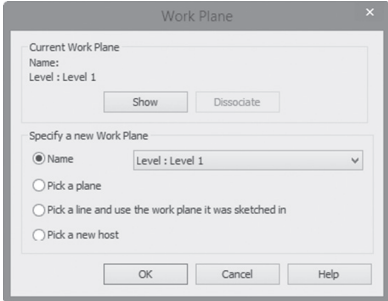 Work Plane
×
Current Work Plane
Name:
Level : Level 1
Show Dissociate
Specify a new Work Plane
Name Level : Level 1
Pick a plane
Pick a line and use the work plane it was sketched in
Pick a new host
OK Cancel Help